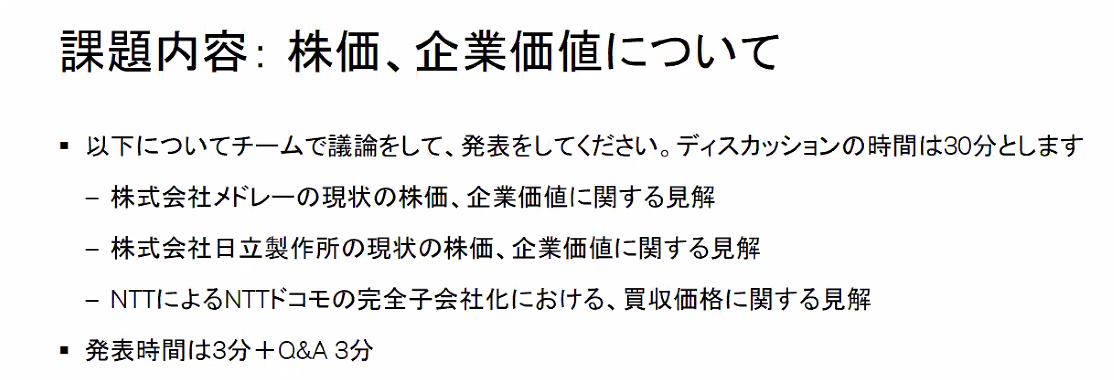 課題内容: 株価、企業価値について
▪ 以下についてチームで議論をして、発表をしてください。ディスカッションの時間は30分とします
– 株式会社メドレーの現状の株価、企業価値に関する見解
– 株式会社日立製作所の現状の株価、企業価値に関する見解
– NTTによるNTTドコモの完全子会社化における、買収価格に関する見解
▪ 発表時間は3分＋Q&A 3分